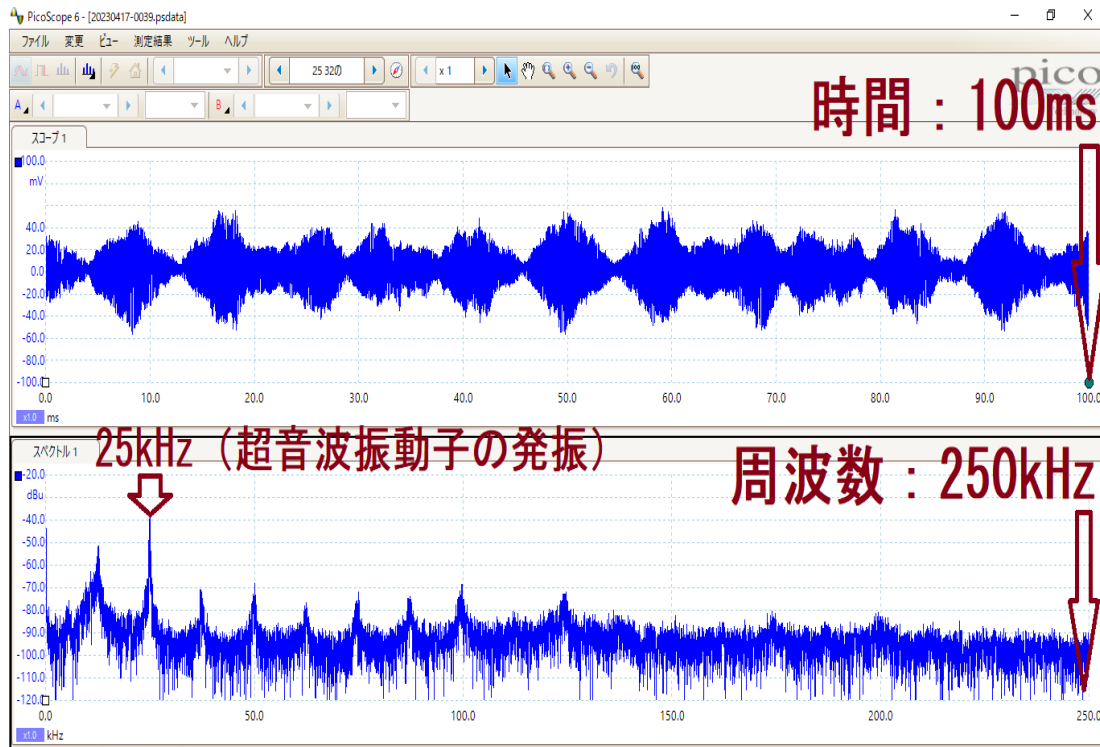 PicoScope 6 - [20230417-0039.psdata]
ファイル 変更 ビュー 測定結果 ツール ヘルプ
25 32の
x 1
pico
A
B
時間：100ms
スコープ 1
100.0
mV
40.0
20.0
0.0
-20.0
-40.0
-60.0
-80.0
-100.0
0.0 10.0 20.0 30.0 40.0 50.0 60.0 70.0 80.0 90.0 100.0
x1.0 ms
スペクトル 1
25kHz（超音波振動子の発振）
周波数：250kHz
-20.0
dBu
-40.0
-50.0
-60.0
-70.0
-80.0
-90.0
-100.0
-110.0
-120.0
0.0 50.0 100.0 150.0 200.0 250.0
x1.0 kHz